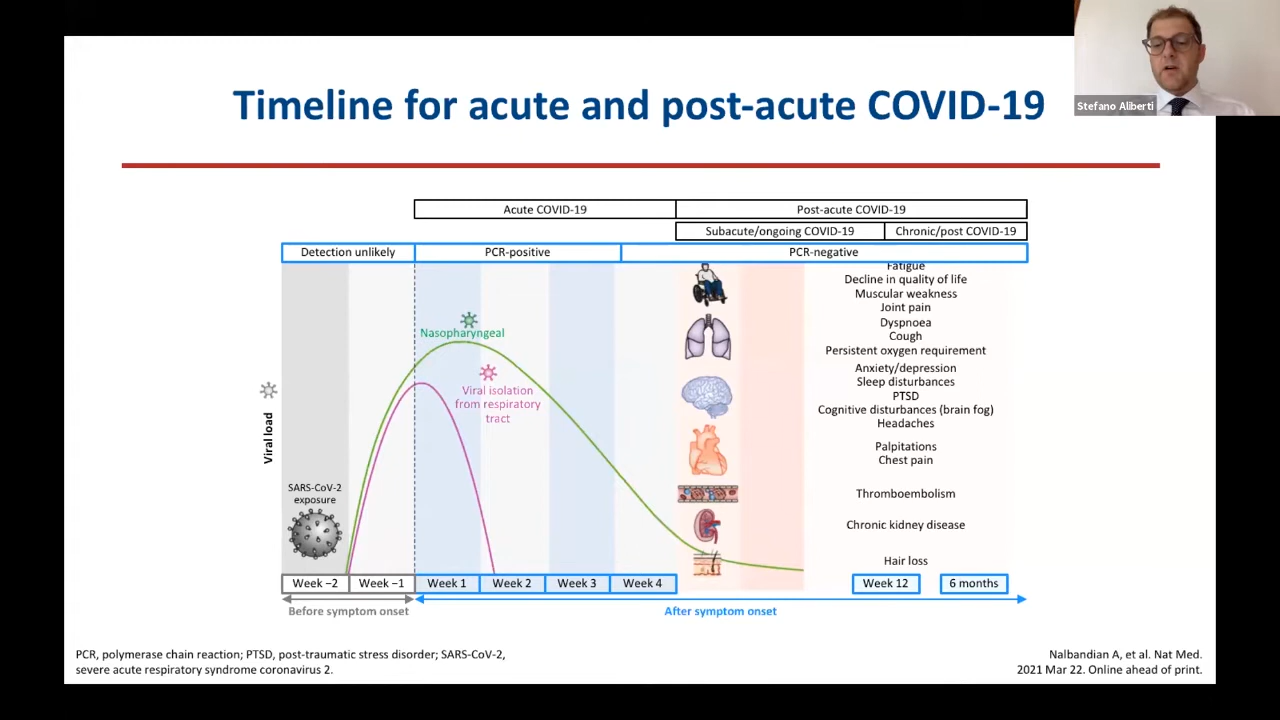 Timeline for acute and post-acute COVID-19
Stefano Aliberti
Acute COVID-19
Post-acute COVID-19
Subacute/ongoing COVID-19
Chronic/post COVID-19
Detection unlikely
PCR-positive
PCR-negative
Fatigue
Decline in quality of life
Muscular weakness
Joint pain
Dyspnoea
Cough
Persistent oxygen requirement
Anxiety/depression
Sleep disturbances
PTSD
Cognitive disturbances (brain fog)
Headaches
Palpitations
Chest pain
Thromboembolism
Chronic kidney disease
Hair loss
Nasopharyngeal
Viral isolation
from respiratory
tract
Viral load
SARS-CoV-2
exposure
Week −2
Week −1
Week 1
Week 2
Week 3
Week 4
Week 12
6 months
Before symptom onset
After symptom onset
PCR, polymerase chain reaction; PTSD, post-traumatic stress disorder; SARS-CoV-2,
severe acute respiratory syndrome coronavirus 2.
Nalbandian A, et al. Nat Med.
2021 Mar 22. Online ahead of print.